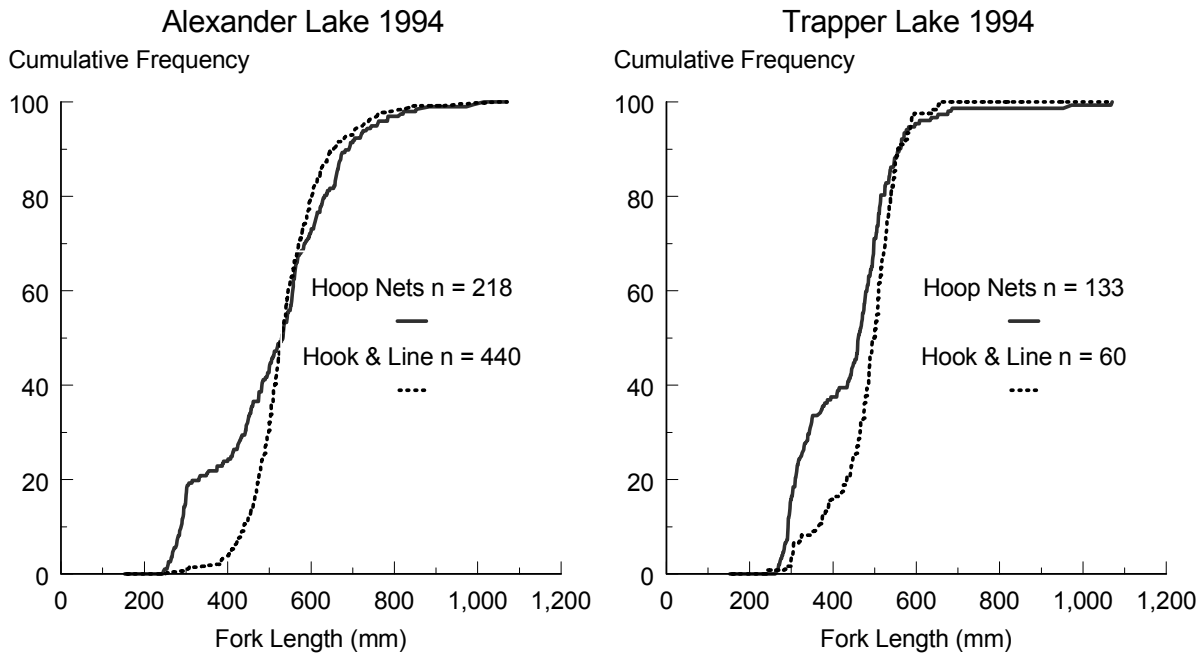 Alexander Lake 1994
Cumulative Frequency
100
80
60
40
20
0
0 200 400 600 800 1,000 1,200
Fork Length (mm)
Hoop Nets n = 218
Hook & Line n = 440
Trapper Lake 1994
Cumulative Frequency
100
80
60
40
20
0
0 200 400 600 800 1,000 1,200
Fork Length (mm)
Hoop Nets n = 133
Hook & Line n = 60